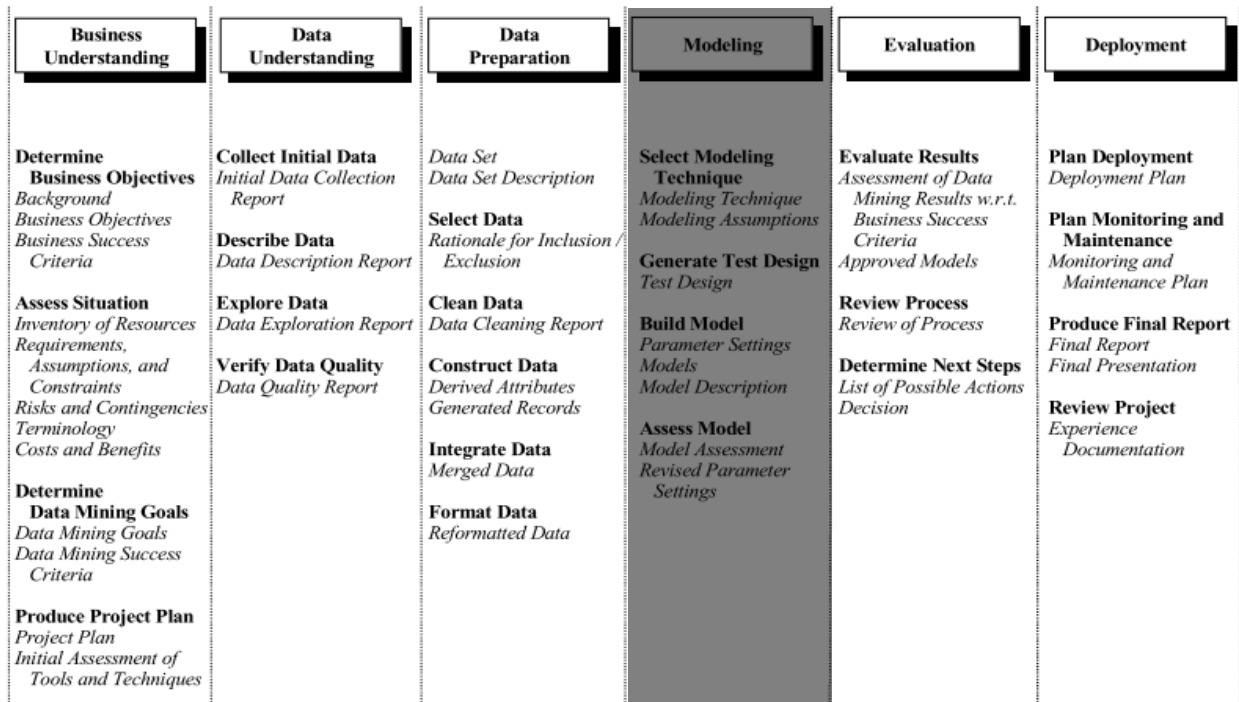 Business
Understanding
Data
Understanding
Data
Preparation
Modeling
Evaluation
Deployment
Determine
Business Objectives
Background
Business Objectives
Business Success
Criteria
Assess Situation
Inventory of Resources
Requirements,
Assumptions, and
Constraints
Risks and Contingencies
Terminology
Costs and Benefits
Determine
Data Mining Goals
Data Mining Goals
Data Mining Success
Criteria
Produce Project Plan
Project Plan
Initial Assessment of
Tools and Techniques
Collect Initial Data
Initial Data Collection
Report
Describe Data
Data Description Report
Explore Data
Data Exploration Report
Verify Data Quality
Data Quality Report
Data Set
Data Set Description
Select Data
Rationale for Inclusion /
Exclusion
Clean Data
Data Cleaning Report
Construct Data
Derived Attributes
Generated Records
Integrate Data
Merged Data
Format Data
Reformatted Data
Select Modeling
Technique
Modeling Technique
Modeling Assumptions
Generate Test Design
Test Design
Build Model
Parameter Settings
Models
Model Description
Assess Model
Model Assessment
Revised Parameter
Settings
Evaluate Results
Assessment of Data
Mining Results w.r.t.
Business Success
Criteria
Approved Models
Review Process
Review of Process
Determine Next Steps
List of Possible Actions
Decision
Plan Deployment
Deployment Plan
Plan Monitoring and
Maintenance
Monitoring and
Maintenance Plan
Produce Final Report
Final Report
Final Presentation
Review Project
Experience
Documentation